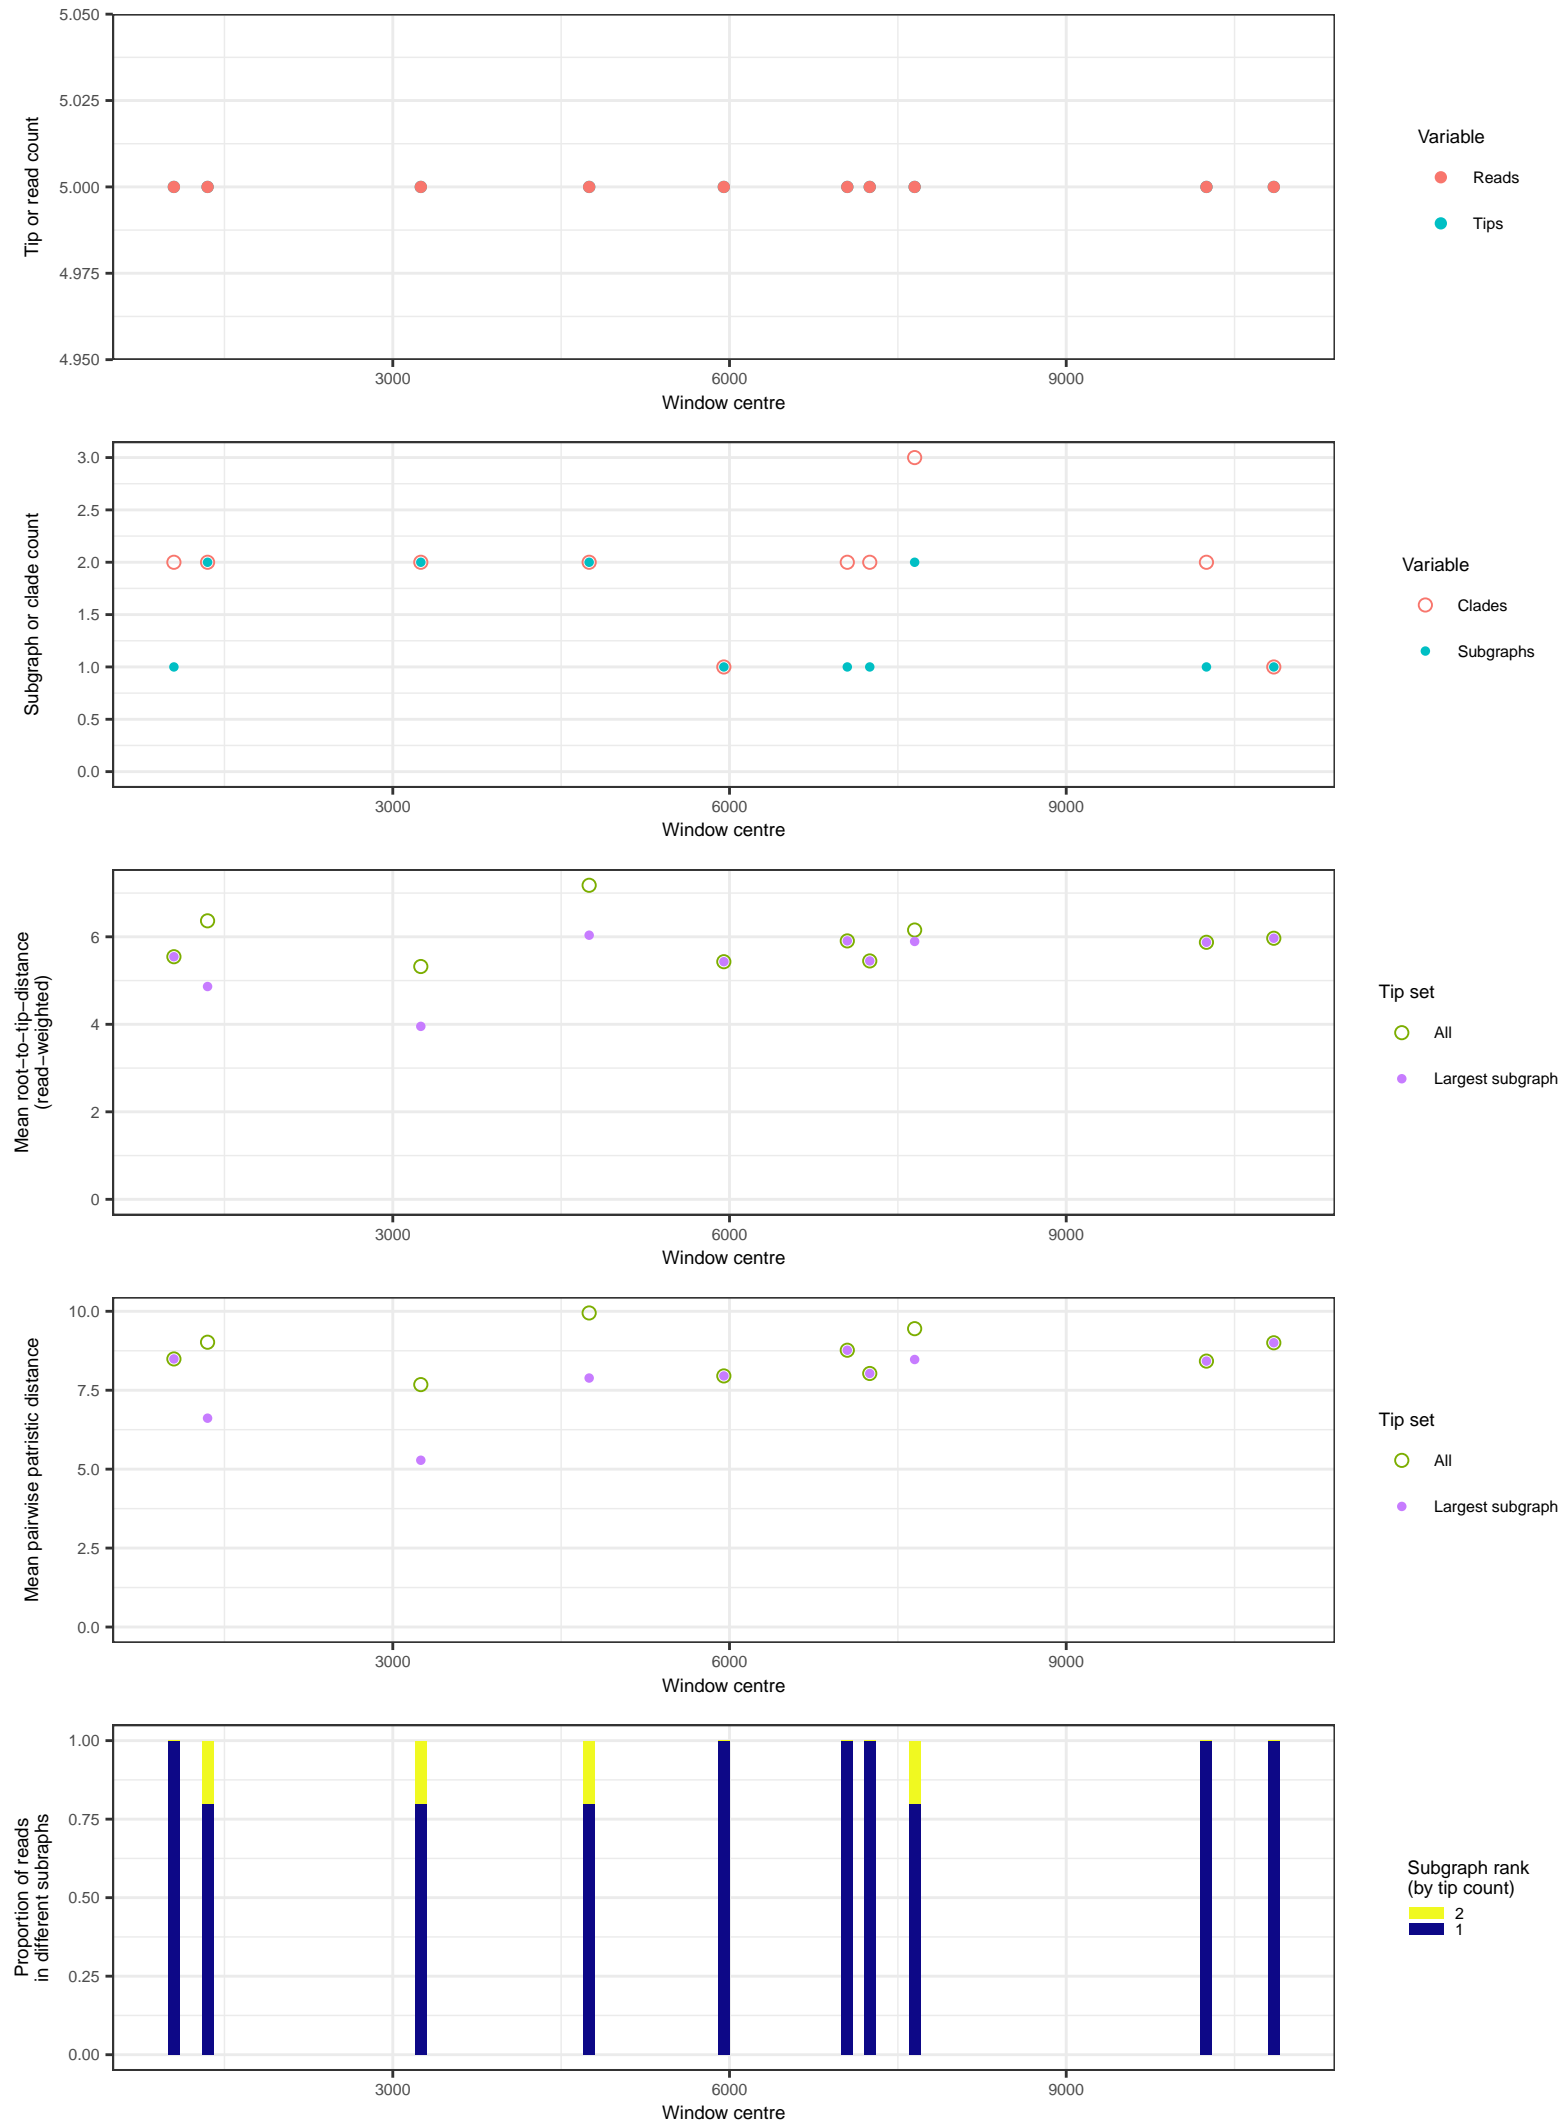 5.050
5.025
5.000
4.975
4.950
Tip or read count
3000 6000 9000
Window centre
Variable
Reads
Tips
3.0
2.5
2.0
1.5
1.0
0.5
0.0
Subgraph or clade count
3000 6000 9000
Window centre
Variable
Clades
Subgraphs
6
4
2
0
Mean root−to−tip−distance
(read−weighted)
3000 6000 9000
Window centre
Tip set
All
Largest subgraph
10.0
7.5
5.0
2.5
0.0
Mean pairwise patristic distance
3000 6000 9000
Window centre
Tip set
All
Largest subgraph
1.00
0.75
0.50
0.25
0.00
Proportion of reads
in different subraphs
3000 6000 9000
Window centre
Subgraph rank
(by tip count)
2
1